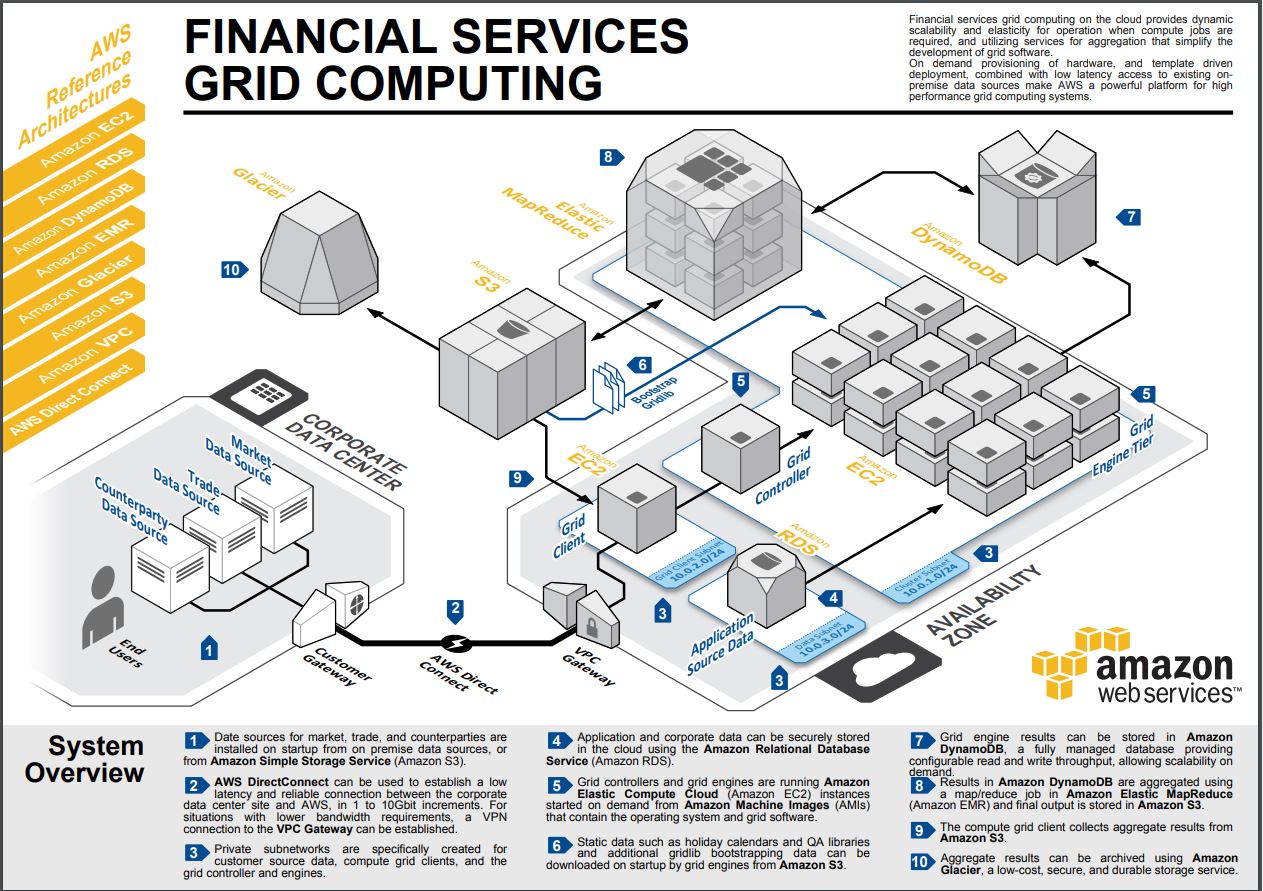 AWS
Reference
Architectures
Amazon EC2
Amazon RDS
Amazon DynamoDB
Amazon EMR
Amazon Glacier
Amazon S3
Amazon VPC
AWS Direct Connect
FINANCIAL SERVICES
GRID COMPUTING
Financial services grid computing on the cloud provides dynamic
scalability and elasticity for operation when compute jobs are
required, and utilizing services for aggregation that simplify the
development of grid software.
On demand provisioning of hardware, and template driven
deployment, combined with low latency access to existing on-
premise data sources make AWS a powerful platform for high
performance grid computing systems.
8
Amazon
Elastic
MapReduce
7
Amazon
DynamoDB
Amazon
Glacier
10
Amazon
S3
6
Bootstrap
Gridlib
5
5
Grid
Engine Tier
Amazon
EC2
Grid
Controller
9
Amazon
EC2
Grid
Client
Grid Client Subnet
10.0.2.0/24
3
Amazon
RDS
4
Application
Source Data
Data Subnet
10.0.3.0/24
3
Cluster Subnet
10.0.1.0/24
3
AVAILABILITY
ZONE
CORPORATE
DATA CENTER
Market
Data Source
Trade
Data Source
Counterparty
Data Source
End
Users
1
Customer
Gateway
2
AWS Direct
Connect
VPC
Gateway
amazon
web services™
System
Overview
1 Date sources for market, trade, and counterparties are
installed on startup from on premise data sources, or
from Amazon Simple Storage Service (Amazon S3).
2 AWS DirectConnect can be used to establish a low
latency and reliable connection between the corporate
data center site and AWS, in 1 to 10Gbit increments. For
situations with lower bandwidth requirements, a VPN
connection to the VPC Gateway can be established.
3 Private subnetworks are specifically created for
customer source data, compute grid clients, and the
grid controller and engines.
4 Application and corporate data can be securely stored
in the cloud using the Amazon Relational Database
Service (Amazon RDS).
5 Grid controllers and grid engines are running Amazon
Elastic Compute Cloud (Amazon EC2) instances
started on demand from Amazon Machine Images (AMIs)
that contain the operating system and grid software.
6 Static data such as holiday calendars and QA libraries
and additional gridlib bootstrapping data can be
downloaded on startup by grid engines from Amazon S3.
7 Grid engine results can be stored in Amazon
DynamoDB, a fully managed database providing
configurable read and write throughput, allowing scalability on
demand.
8 Results in Amazon DynamoDB are aggregated using
a map/reduce job in Amazon Elastic MapReduce
(Amazon EMR) and final output is stored in Amazon S3.
9 The compute grid client collects aggregate results from
Amazon S3.
10 Aggregate results can be archived using Amazon
Glacier, a low-cost, secure, and durable storage service.